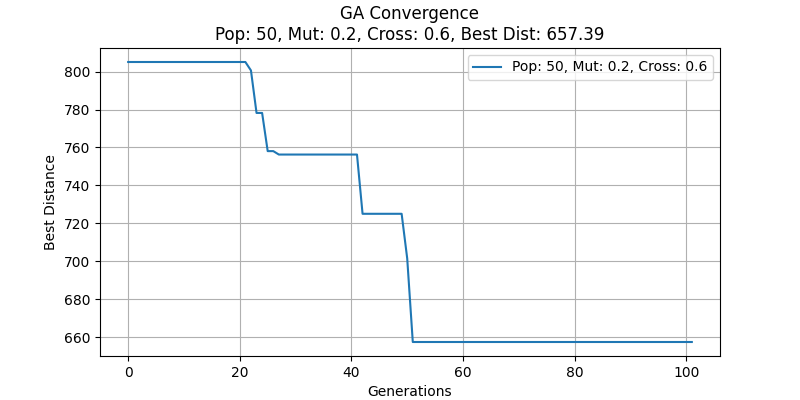 GA Convergence
Pop: 50, Mut: 0.2, Cross: 0.6, Best Dist: 657.39
Pop: 50, Mut: 0.2, Cross: 0.6
Best Distance
800
780
760
740
720
700
680
660
0 20 40 60 80 100
Generations